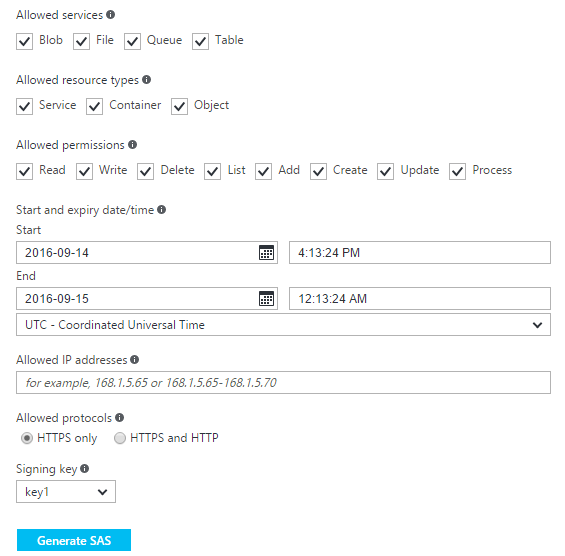 Allowed services
Blob File Queue Table
Allowed resource types
Service Container Object
Allowed permissions
Read Write Delete List Add Create Update Process
Start and expiry date/time
Start
2016-09-14 4:13:24 PM
End
2016-09-15 12:13:24 AM
UTC - Coordinated Universal Time
Allowed IP addresses
for example, 168.1.5.65 or 168.1.5.65-168.1.5.70
Allowed protocols
HTTPS only HTTPS and HTTP
Signing key
key1
Generate SAS